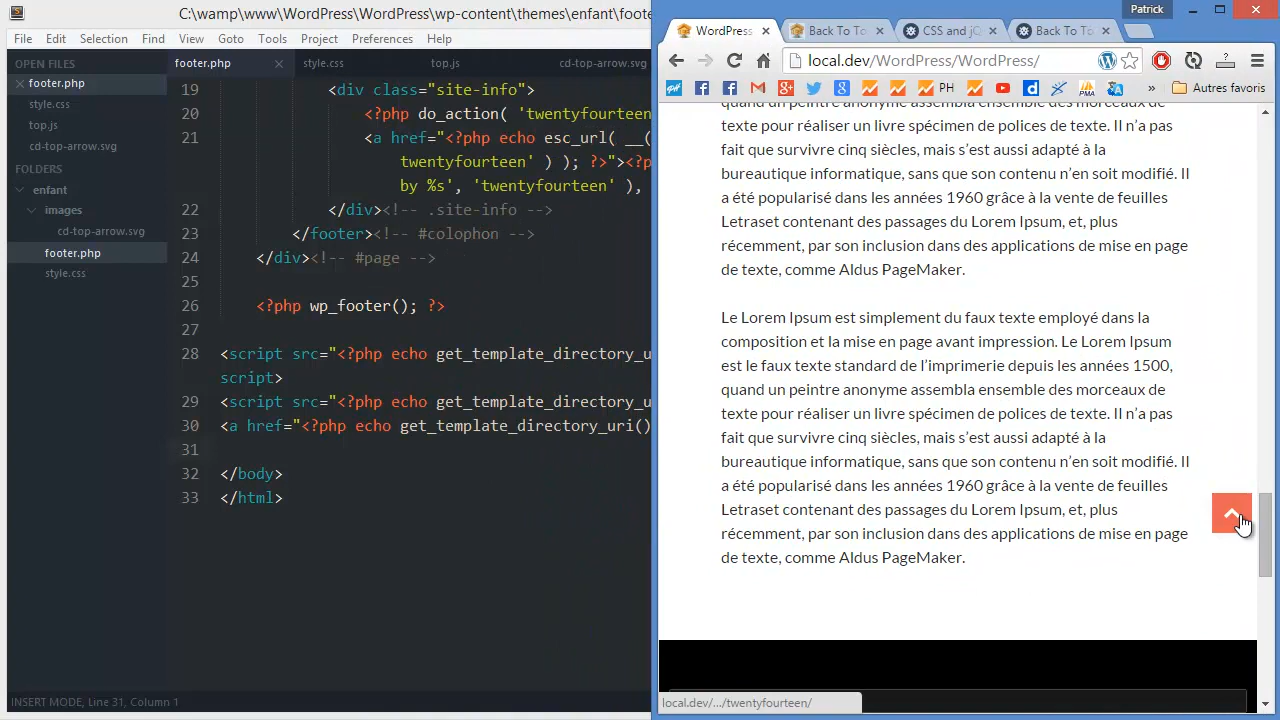 C:\wamp\www\WordPress\WordPress\wp-content\themes\enfant\foote
File Edit Selection Find View Goto Tools Project Preferences
OPEN FILES
footer.php
style.css
top.js
cd-top-arrow.svg
FOLDERS
enfant
images
cd-top-arrow.svg
footer.php
style.css
footer.php style.css top.js cd-top-arrow.svg
19 <div class="site-info">
20 <?php do_action( 'twentyfourteen
21 <a href="<?php echo esc_url( __(
twentyfourteen' ) ); ?>"><?p
by %s', 'twentyfourteen' ),
22 </div><!-- .site-info -->
23 </footer><!-- #colophon -->
24 </div><!-- #page -->
25
26 <?php wp_footer(); ?>
27
28 <script src="<?php echo get_template_directory_u
script>
29 <script src="<?php echo get_template_directory_u
30 <a href="<?php echo get_template_directory_uri()
31
32 </body>
33 </html>
INSERT MODE, Line 31, Column 1
Patrick
WordPress Back To To CSS and jQ Back To To
local.dev/WordPress/WordPress/
PH PMA » Autres favoris
quand un peintre anonyme assembla ensemble des morceaux de
texte pour réaliser un livre spécimen de polices de texte. Il n'a pas
fait que survivre cinq siècles, mais s'est aussi adapté à la
bureautique informatique, sans que son contenu n'en soit modifié. Il
a été popularisé dans les années 1960 grâce à la vente de feuilles
Letraset contenant des passages du Lorem Ipsum, et, plus
récemment, par son inclusion dans des applications de mise en page
de texte, comme Aldus PageMaker.
Le Lorem Ipsum est simplement du faux texte employé dans la
composition et la mise en page avant impression. Le Lorem Ipsum
est le faux texte standard de l'imprimerie depuis les années 1500,
quand un peintre anonyme assembla ensemble des morceaux de
texte pour réaliser un livre spécimen de polices de texte. Il n'a pas
fait que survivre cinq siècles, mais s'est aussi adapté à la
bureautique informatique, sans que son contenu n'en soit modifié. Il
a été popularisé dans les années 1960 grâce à la vente de feuilles
Letraset contenant des passages du Lorem Ipsum, et, plus
récemment, par son inclusion dans des applications de mise en page
de texte, comme Aldus PageMaker.
local.dev/.../twentyfourteen/